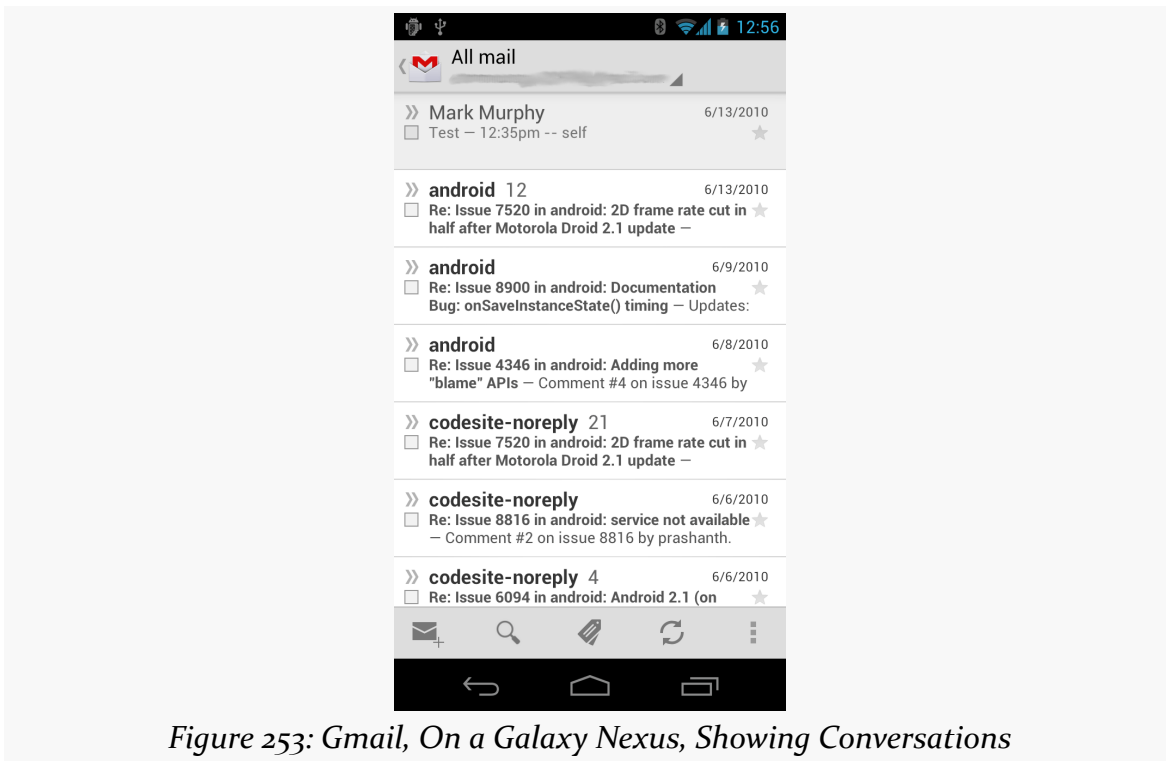 12:56
All mail
Mark Murphy 6/13/2010
Test — 12:35pm -- self
android 12 6/13/2010
Re: Issue 7520 in android: 2D frame rate cut in
half after Motorola Droid 2.1 update —
android 6/9/2010
Re: Issue 8900 in android: Documentation
Bug: onSaveInstanceState() timing — Updates:
android 6/8/2010
Re: Issue 4346 in android: Adding more
"blame" APIs — Comment #4 on issue 4346 by
codesite-noreply 21 6/7/2010
Re: Issue 7520 in android: 2D frame rate cut in
half after Motorola Droid 2.1 update —
codesite-noreply 6/6/2010
Re: Issue 8816 in android: service not available
— Comment #2 on issue 8816 by prashanth.
codesite-noreply 4 6/6/2010
Re: Issue 6094 in android: Android 2.1 (on
Figure 253: Gmail, On a Galaxy Nexus, Showing Conversations